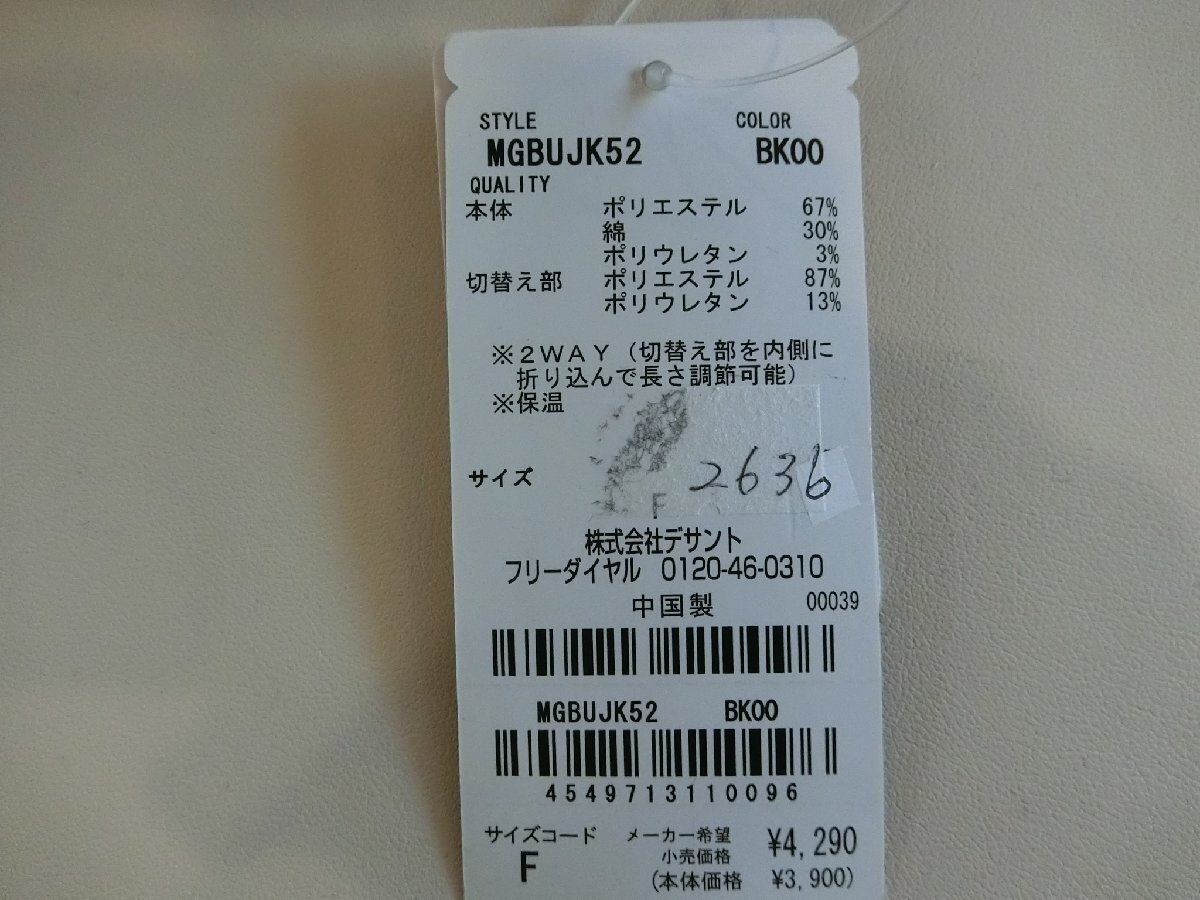 STYLE COLOR
MGBUJK52 BK00
QUALITY
本体 ポリエステル 67%
綿 30%
ポリウレタン 3%
切替え部 ポリエステル 87%
ポリウレタン 13%
※2WAY(切替え部を内側に
折り込んで長さ調節可能)
※保温
サイズ F 2636
株式会社デサント
フリーダイヤル 0120-46-0310
中国製 00039
MGBUJK52 BK00
4549713110096
サイズコード メーカー希望 ¥4,290
F 小売価格
(本体価格 ¥3,900)